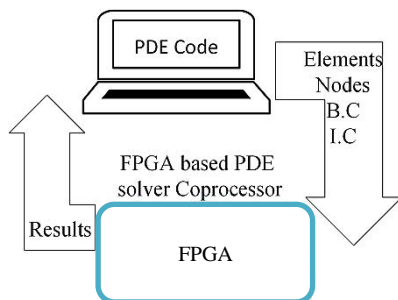 PDE Code
Elements
Nodes
B.C
I.C
FPGA based PDE
solver Coprocessor
Results
FPGA